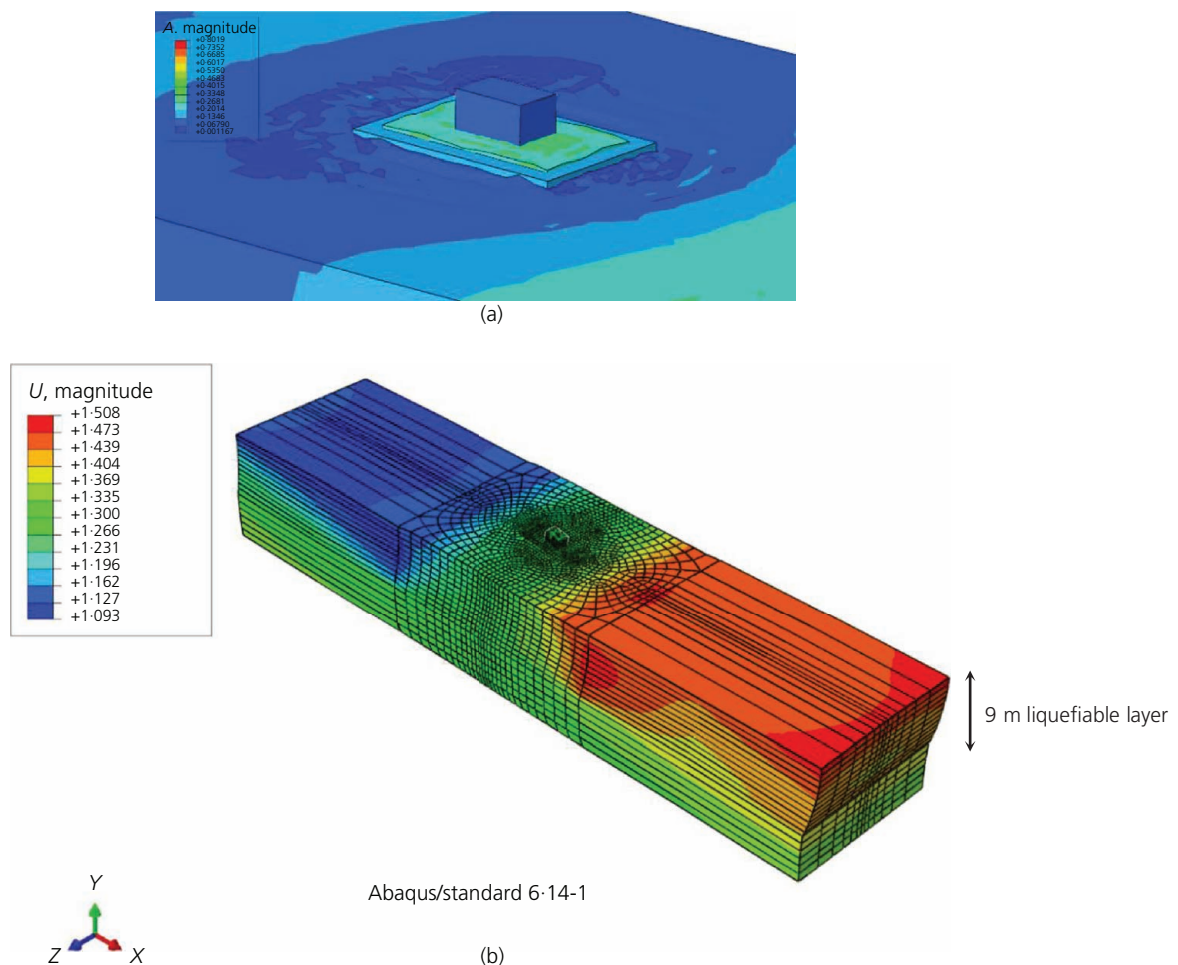 A. magnitude
+0·8019
+0·7352
+0·6685
+0·6017
+0·5350
+0·4683
+0·4015
+0·3348
+0·2681
+0·2014
+0·1346
+0·06790
+0·001167
(a)
U, magnitude
+1·508
+1·473
+1·439
+1·404
+1·369
+1·335
+1·300
+1·266
+1·231
+1·196
+1·162
+1·127
+1·093
9 m liquefiable layer
Abaqus/standard 6·14-1
Y
Z
X
(b)